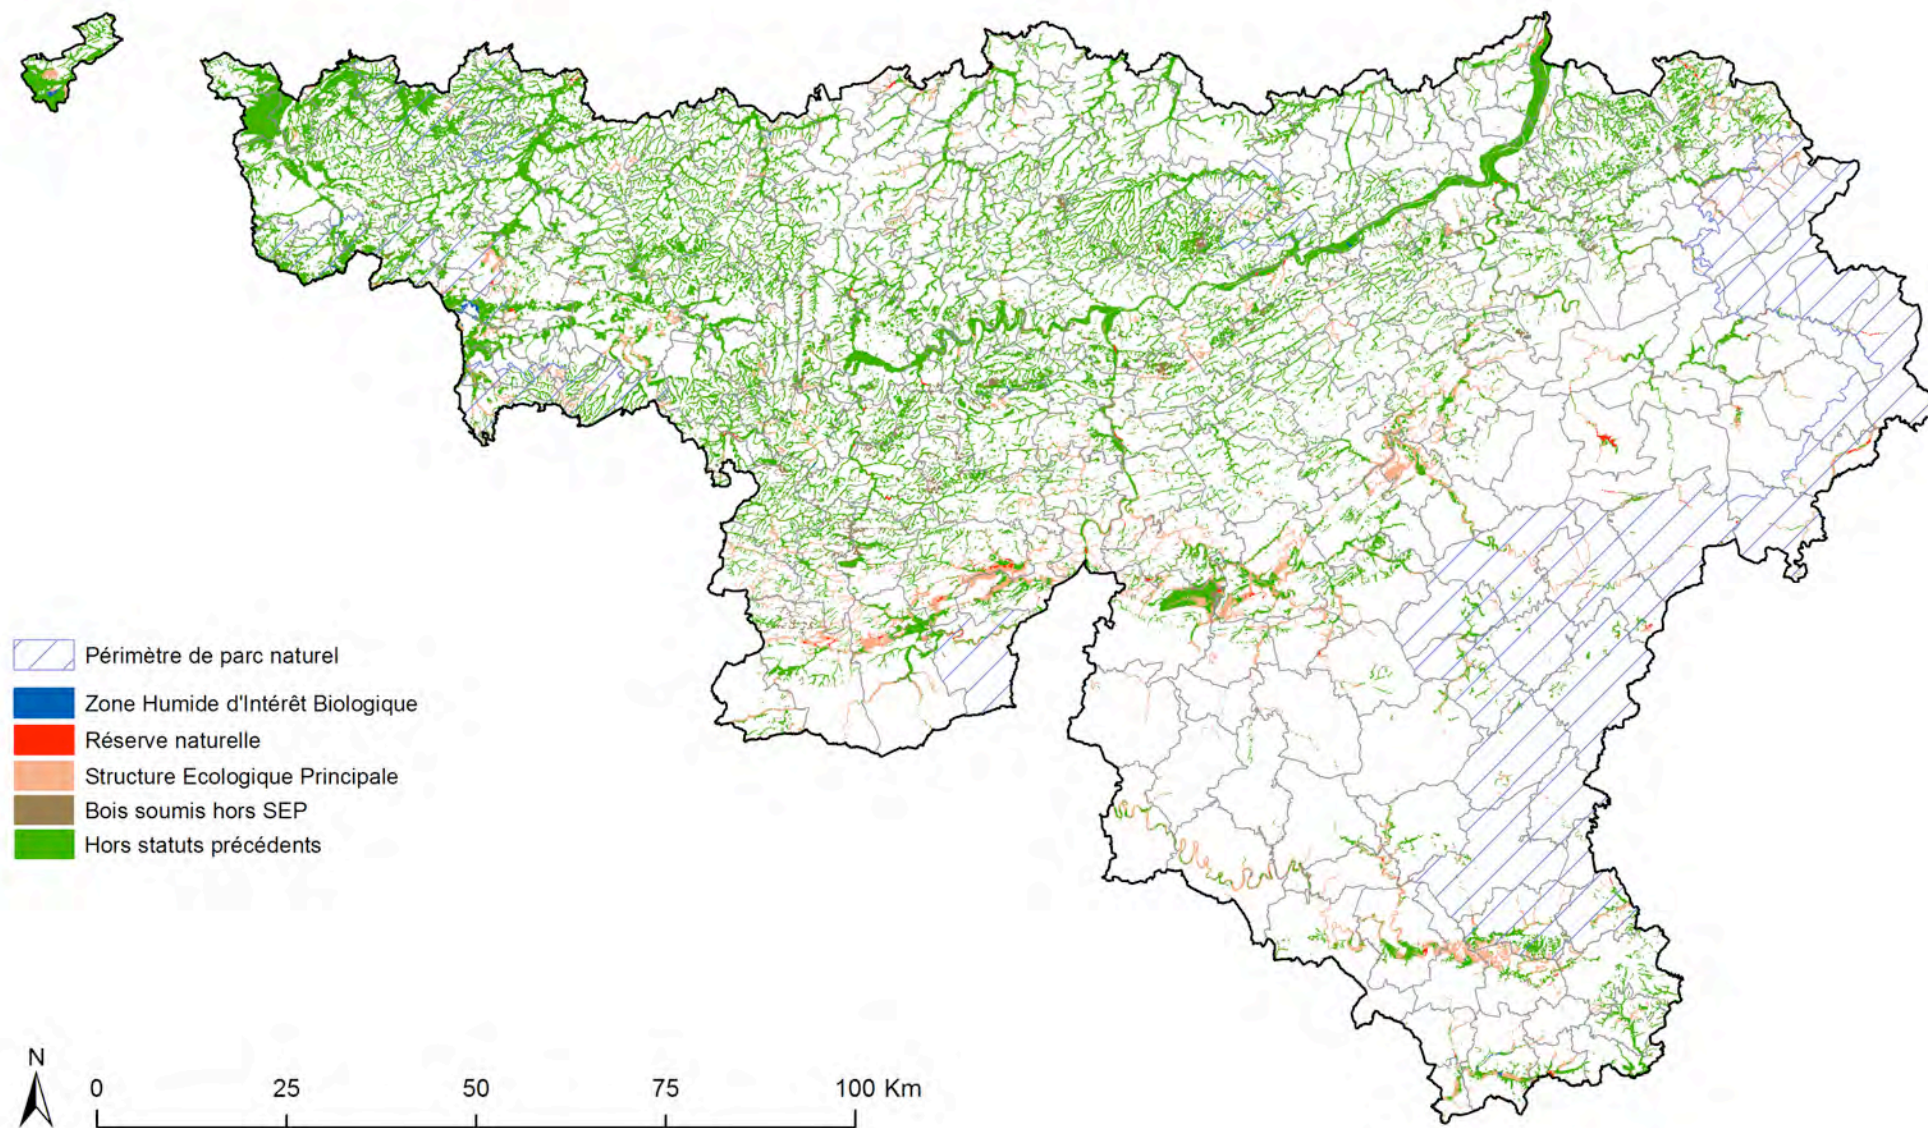 Périmètre de parc naturel
Zone Humide d'Intérêt Biologique
Réserve naturelle
Structure Ecologique Principale
Bois soumis hors SEP
Hors statuts précédents
N
0 25 50 75 100 Km